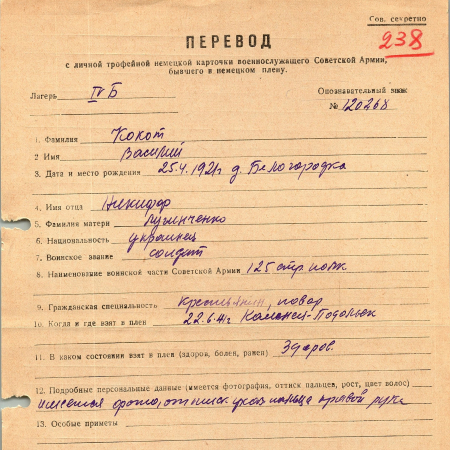 Сов. секретно
238
ПЕРЕВОД
с личной трофейной немецкой карточки военнослужащего Советской Армии,
бывшего в немецком плену.
Лагерь IV Б
Опознавательный знак
№ 120268
1. Фамилия Кокот
2 Имя Василий
3. Дата и место рождения 25.4.1921г д. Белогородка
4. Имя отца Никифор
5. Фамилия матери
6. Национальность украинец
7. Воинское звание солдат
8. Наименование воинской части Советской Армии 125 стр. полк
9. Гражданская специальность крестьянин, повар
10. Когда и где взят в плен 22.6.41г Каменец-Подольск
11. В каком состоянии взят в плен (здоров, болен, ранен) Здоров.
12. Подробные персональные данные (имеется фотография, оттиск пальцев, рост, цвет волос)
имеется фото, оттиск указ. пальца правой руки
13. Особые приметы